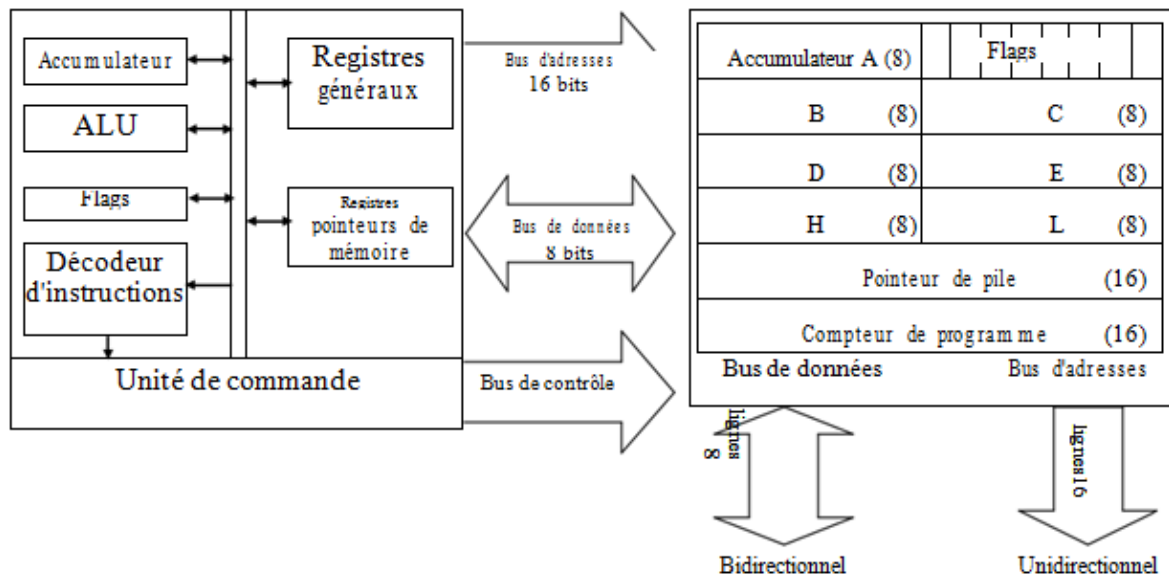 Accumulateur
ALU
Flags
Décodeur
d'instructions
Registres
généraux
Registres
pointeurs de
mémoire
Unité de commande
Bus d'adresses
16 bits
Bus de données
8 bits
Bus de contrôle
Accumulateur A (8)
Flags
B (8)
C (8)
D (8)
E (8)
H (8)
L (8)
Pointeur de pile (16)
Compteur de programme (16)
Bus de données
Bus d'adresses
lignes
8
lignes16
Bidirectionnel
Unidirectionnel